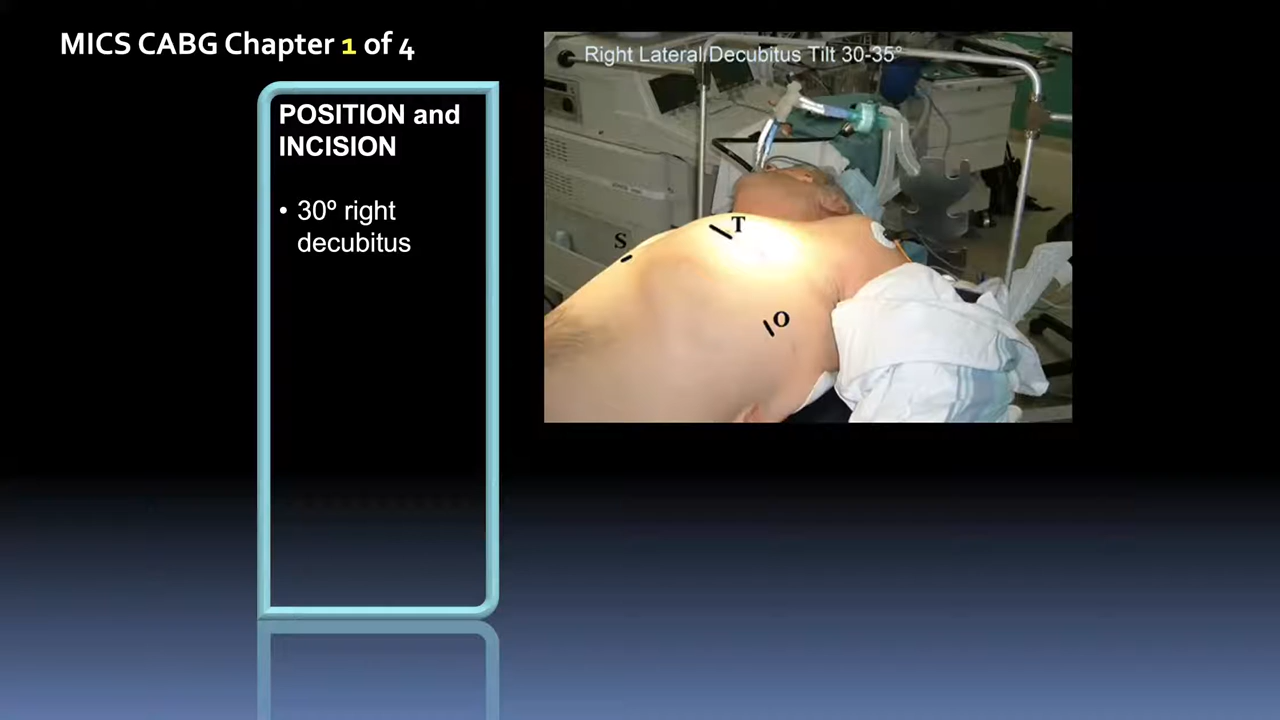 MICS CABG Chapter 1 of 4
POSITION and
INCISION
• 30º right
decubitus
Right Lateral Decubitus Tilt 30-35°
T
S
O